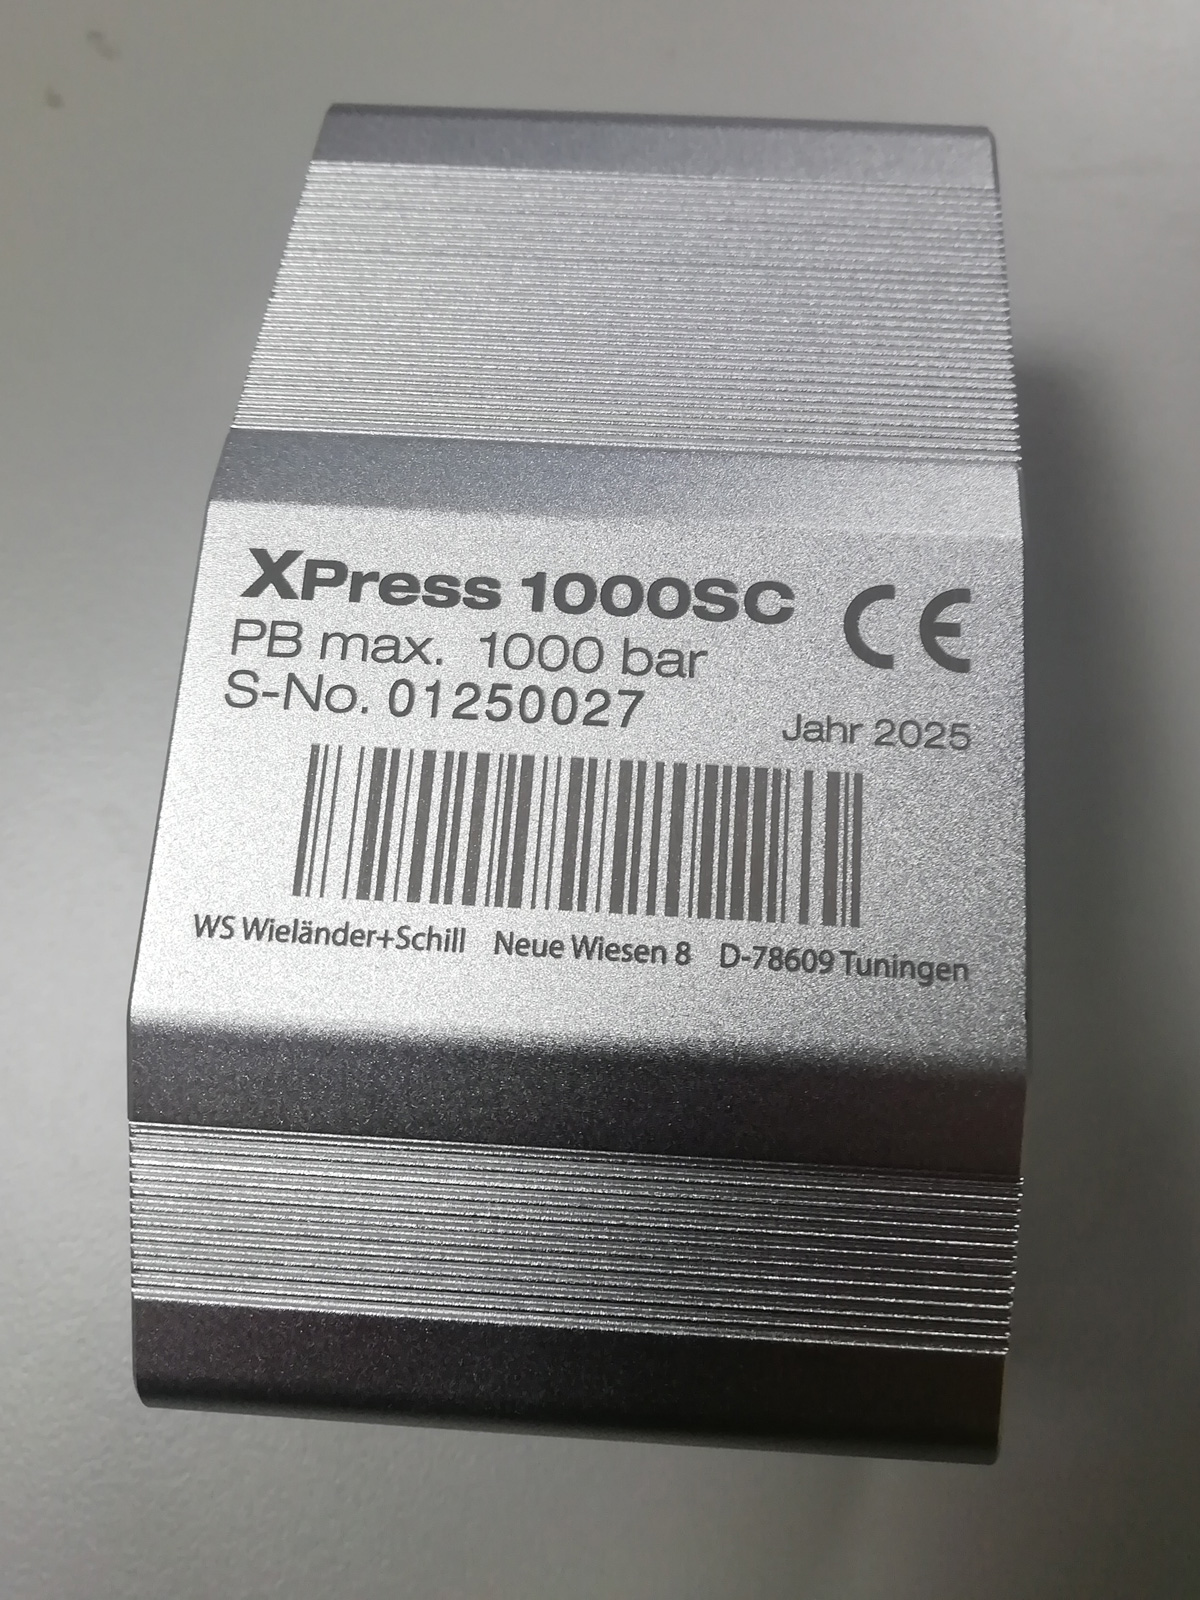 XPress 1000SC CE
PB max. 1000 bar
S-No. 01250027
Jahr 2025
WS Wieländer+Schill Neue Wiesen 8 D-78609 Tuningen